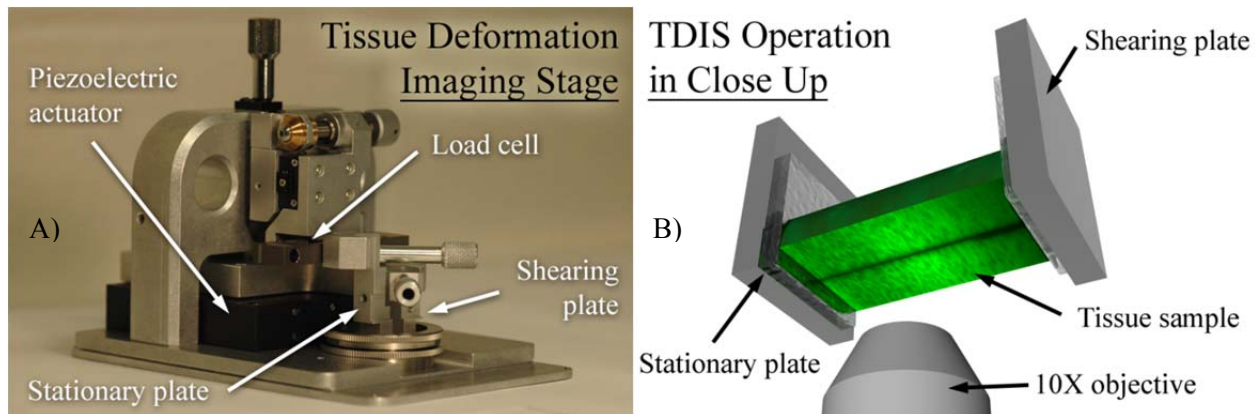 Tissue Deformation
Imaging Stage
Piezoelectric
actuator
Load cell
A)
Shearing
plate
Stationary plate
TDIS Operation
in Close Up
Shearing plate
B)
Tissue sample
Stationary plate
10X objective